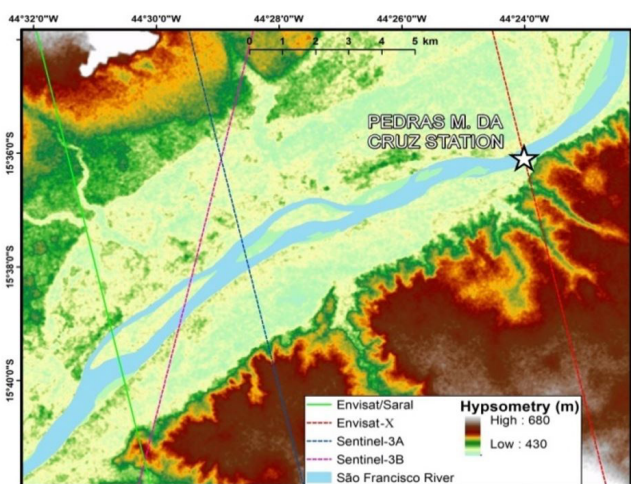 44°32'0"W 44°30'0"W 44°28'0"W 44°26'0"W 44°24'0"W
0 1 2 3 4 5 km
PEDRAS M. DA
CRUZ STATION
15°36'0"S
15°38'0"S
15°40'0"S
Envisat/Saral
Envisat-X
Sentinel-3A
Sentinel-3B
São Francisco River
Hypsometry (m)
High : 680
Low : 430